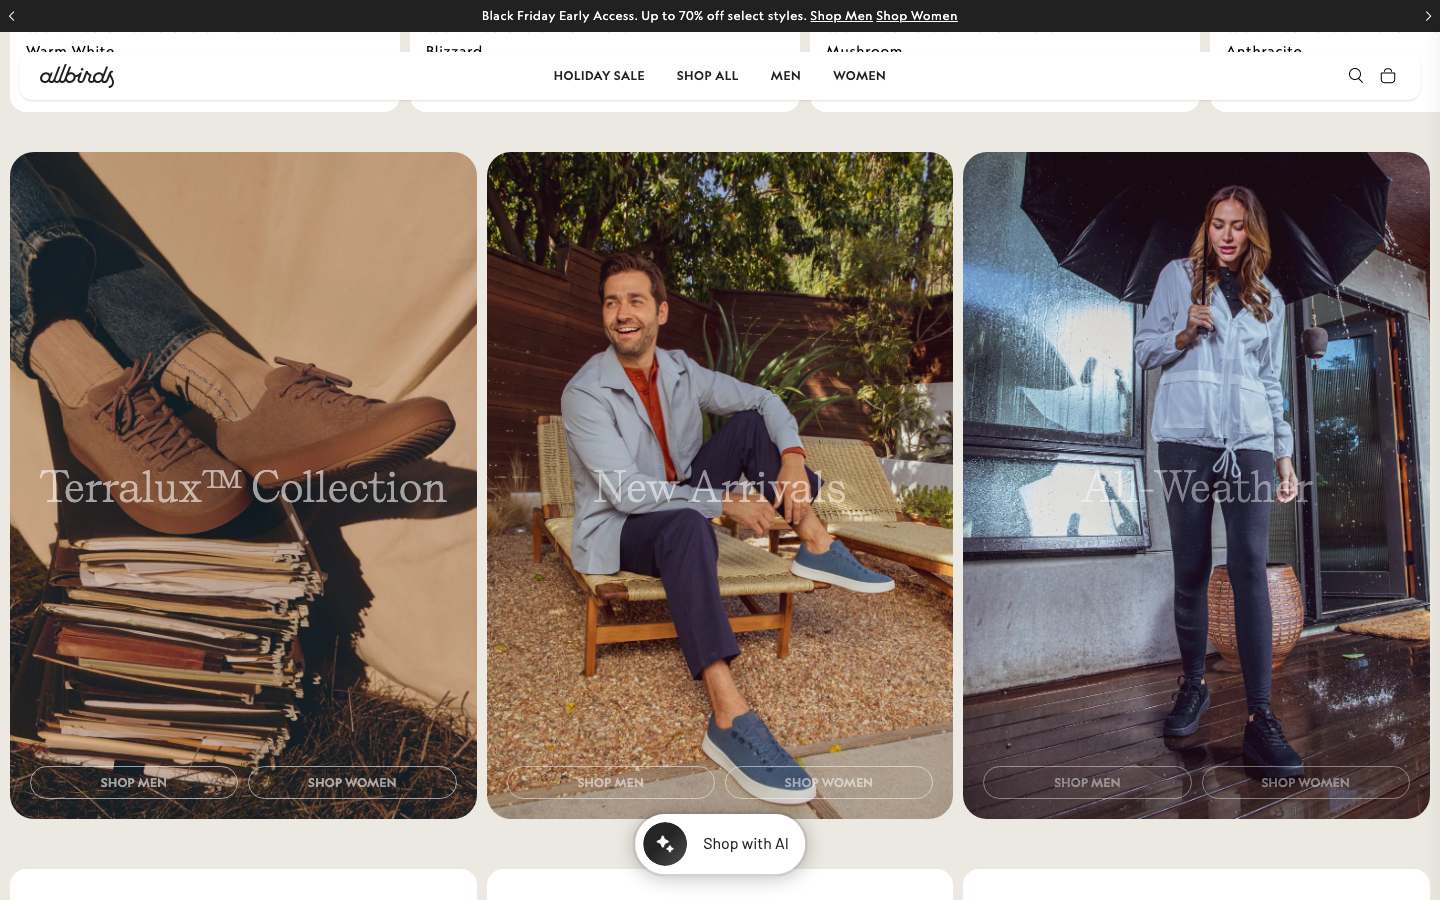 Black Friday Early Access. Up to 70% off select styles. Shop Men Shop Women
Warm White
Blizzard
Mushroom
Anthracite
allbirds
HOLIDAY SALE
SHOP ALL
MEN
WOMEN
Terralux™ Collection
New Arrivals
All-Weather
SHOP MEN
SHOP WOMEN
SHOP MEN
SHOP WOMEN
SHOP MEN
SHOP WOMEN
Shop with AI